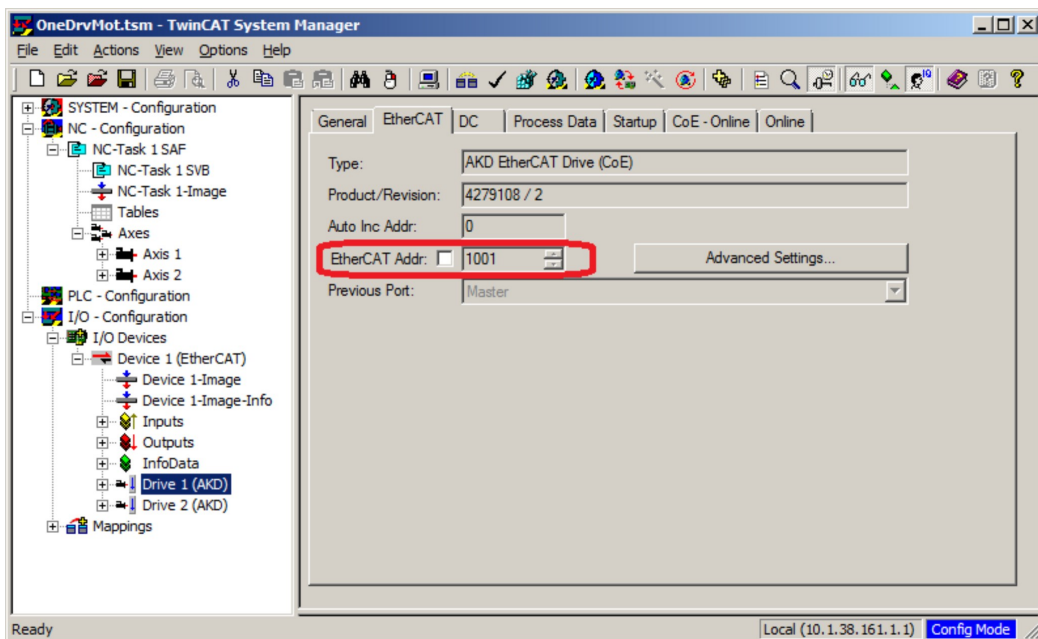 OneDrvMot.tsm - TwinCAT System Manager
File Edit Actions View Options Help
SYSTEM - Configuration
NC - Configuration
NC-Task 1 SAF
NC-Task 1 SVB
NC-Task 1-Image
Tables
Axes
Axis 1
Axis 2
PLC - Configuration
I/O - Configuration
I/O Devices
Device 1 (EtherCAT)
Device 1-Image
Device 1-Image-Info
Inputs
Outputs
InfoData
Drive 1 (AKD)
Drive 2 (AKD)
Mappings
General EtherCAT DC Process Data Startup CoE - Online Online
Type: AKD EtherCAT Drive (CoE)
Product/Revision: 4279108 / 2
Auto Inc Addr: 0
EtherCAT Addr: 1001 Advanced Settings...
Previous Port: Master
Ready Local (10.1.38.161.1.1) Config Mode